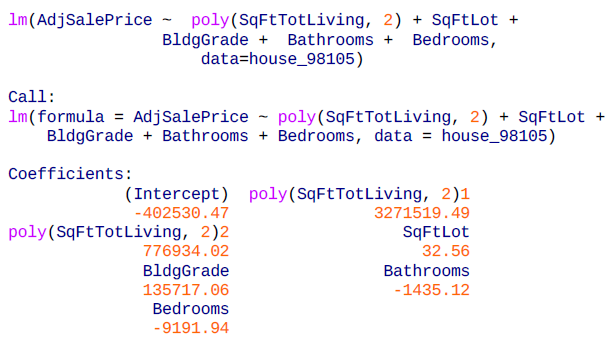 lm(AdjSalePrice ~  poly(SqFtTotLiving, 2) + SqFtLot +
                BldgGrade +  Bathrooms +  Bedrooms,
                    data=house_98105)

Call:
lm(formula = AdjSalePrice ~ poly(SqFtTotLiving, 2) + SqFtLot +
    BldgGrade + Bathrooms + Bedrooms, data = house_98105)

Coefficients:
            (Intercept)  poly(SqFtTotLiving, 2)1
             -402530.47               3271519.49
poly(SqFtTotLiving, 2)2                  SqFtLot
              776934.02                    32.56
              BldgGrade                Bathrooms
              135717.06                 -1435.12
               Bedrooms
               -9191.94